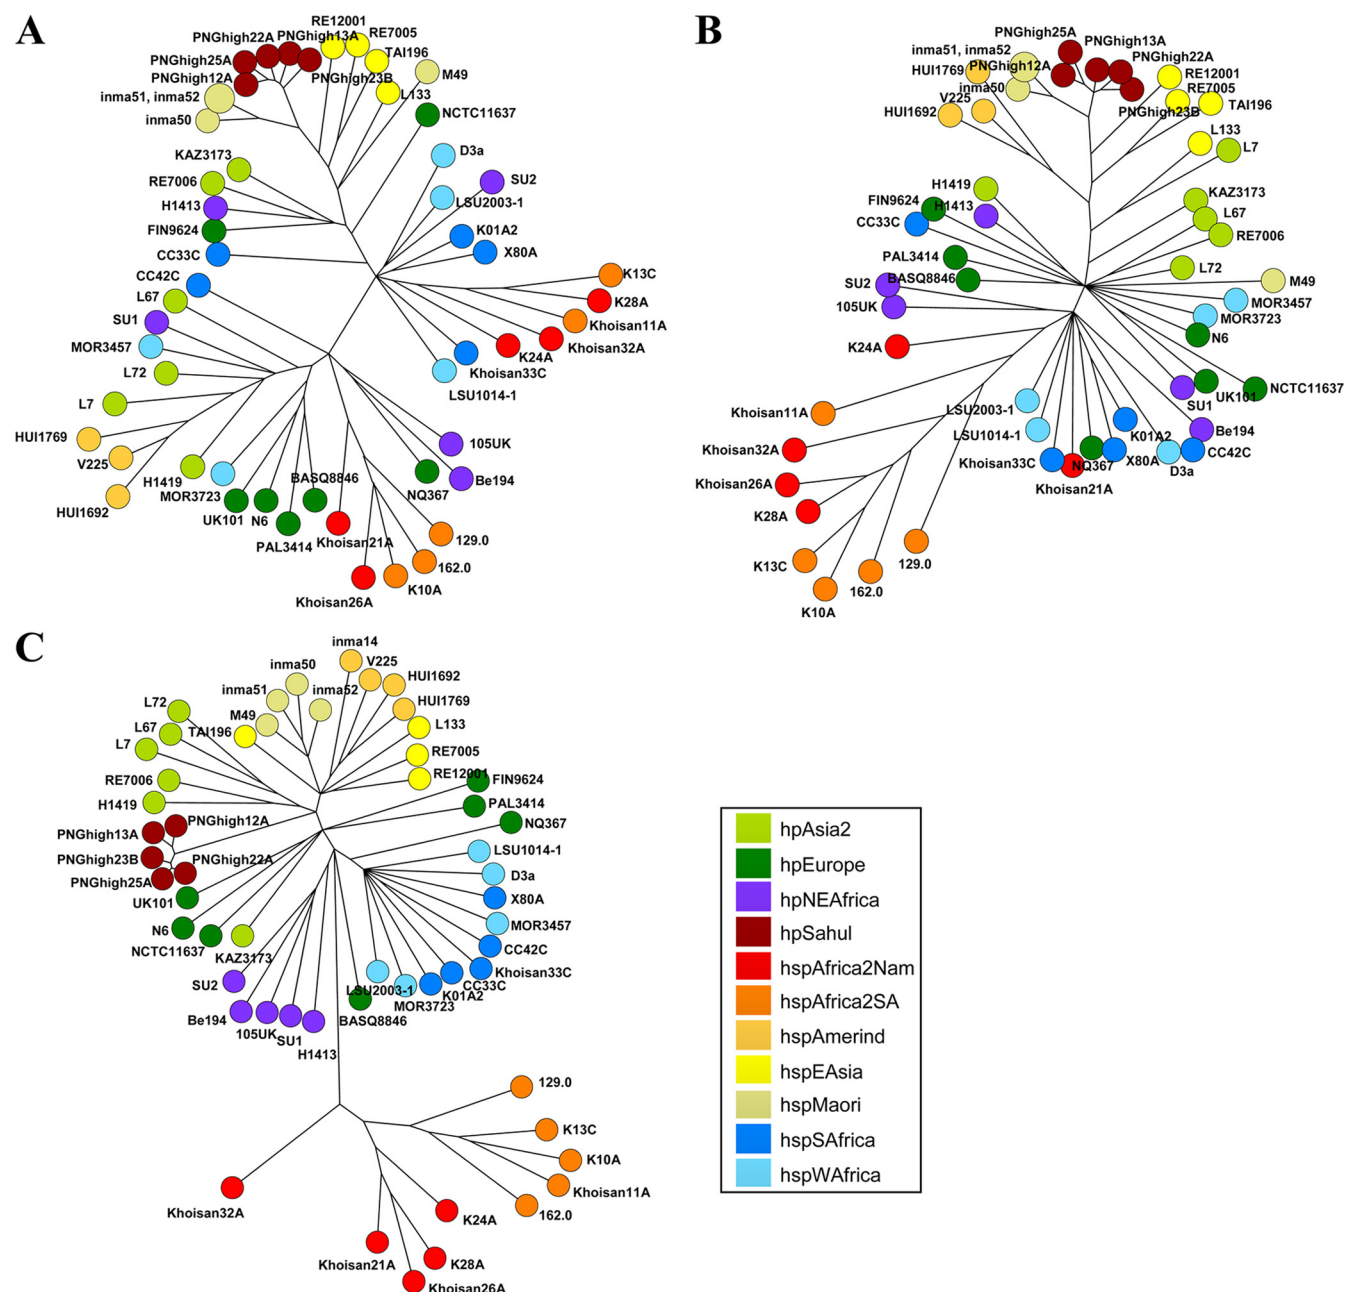 A
RE12001
PNGhigh22A
PNGhigh13A
RE7005
PNGhigh25A
TAI196
PNGhigh12A
PNGhigh23B
M49
L133
inma51, inma52
inma50
NCTC11637
KAZ3173
D3a
RE7006
SU2
H1413
LSU2003-1
FIN9624
K01A2
CC33C
X80A
CC42C
K13C
L67
K28A
SU1
Khoisan11A
MOR3457
K24A
Khoisan32A
L72
Khoisan33C
LSU1014-1
L7
HUI1769
105UK
V225
H1419
BASQ8846
NQ367
Be194
HUI1692
MOR3723
UK101
N6
PAL3414
Khoisan21A
129.0
162.0
Khoisan26A
K10A
B
PNGhigh25A
PNGhigh13A
inma51, inma52
PNGhigh22A
HUI1769
PNGhigh12A
RE12001
inma50
RE7005
V225
TAI196
HUI1692
PNGhigh23B
L133
L7
H1419
KAZ3173
FIN9624
H1413
L67
CC33C
RE7006
PAL3414
L72
SU2
BASQ8846
M49
105UK
MOR3457
MOR3723
K24A
N6
NCTC11637
UK101
SU1
Khoisan11A
LSU2003-1
K01A2
Be194
LSU1014-1
CC42C
Khoisan32A
Khoisan33C
NQ367
X80A
D3a
Khoisan26A
Khoisan21A
K28A
K13C
129.0
162.0
K10A
C
inma14
inma50
V225
inma51
inma52
HUI1692
L72
M49
HUI1769
L67
TAI196
L133
L7
RE7005
RE7006
RE12001
FIN9624
H1419
PAL3414
PNGhigh12A
PNGhigh13A
NQ367
PNGhigh23B
PNGhigh22A
LSU1014-1
PNGhigh25A
D3a
UK101
X80A
N6
MOR3457
NCTC11637
CC42C
KAZ3173
Khoisan33C
SU2
LSU2003-1
CC33C
K01A2
MOR3723
Be194
105UK
BASQ8846
SU1
H1413
129.0
K13C
K10A
Khoisan11A
Khoisan32A
K24A
162.0
Khoisan21A
K28A
Khoisan26A
hpAsia2
hpEurope
hpNEAfrica
hpSahul
hspAfrica2Nam
hspAfrica2SA
hspAmerind
hspEAsia
hspMaori
hspSAfrica
hspWAfrica